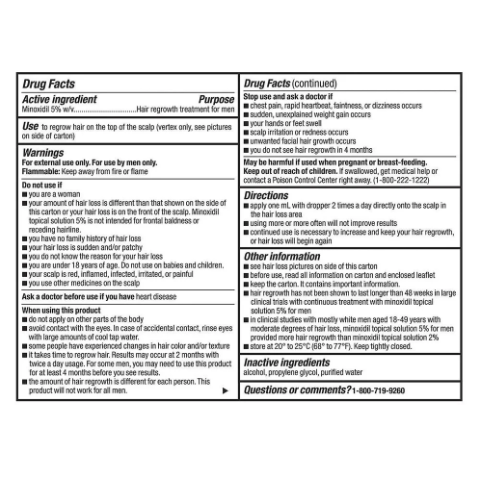 Drug Facts
Active ingredient Purpose
Minoxidil 5% w/v..............................Hair regrowth treatment for men
Use to regrow hair on the top of the scalp (vertex only, see pictures
on side of carton)
Warnings
For external use only. For use by men only.
Flammable: Keep away from fire or flame
Do not use if
■ you are a woman
■ your amount of hair loss is different than that shown on the side of
this carton or your hair loss is on the front of the scalp. Minoxidil
topical solution 5% is not intended for frontal baldness or
receding hairline.
■ you have no family history of hair loss
■ your hair loss is sudden and/or patchy
■ you do not know the reason for your hair loss
■ you are under 18 years of age. Do not use on babies and children.
■ your scalp is red, inflamed, infected, irritated, or painful
■ you use other medicines on the scalp
Ask a doctor before use if you have heart disease
When using this product
■ do not apply on other parts of the body
■ avoid contact with the eyes. In case of accidental contact, rinse eyes
with large amounts of cool tap water.
■ some people have experienced changes in hair color and/or texture
■ it takes time to regrow hair. Results may occur at 2 months with
twice a day usage. For some men, you may need to use this product
for at least 4 months before you see results.
■ the amount of hair regrowth is different for each person. This
product will not work for all men.
Drug Facts (continued)
Stop use and ask a doctor if
■ chest pain, rapid heartbeat, faintness, or dizziness occurs
■ sudden, unexplained weight gain occurs
■ your hands or feet swell
■ scalp irritation or redness occurs
■ unwanted facial hair growth occurs
■ you do not see hair regrowth in 4 months
May be harmful if used when pregnant or breast-feeding.
Keep out of reach of children. if swallowed, get medical help or
contact a Poison Control Center right away. (1-800-222-1222)
Directions
■ apply one mL with dropper 2 times a day directly onto the scalp in
the hair loss area
■ using more or more often will not improve results
■ continued use is necessary to increase and keep your hair regrowth,
or hair loss will begin again
Other information
■ see hair loss pictures on side of this carton
■ before use, read all information on carton and enclosed leaflet
■ keep the carton. It contains important information.
■ hair regrowth has not been shown to last longer than 48 weeks in large
clinical trials with continuous treatment with minoxidil topical
solution 5% for men
■ in clinical studies with mostly white men aged 18-49 years with
moderate degrees of hair loss, minoxidil topical solution 5% for men
provided more hair regrowth than minoxidil topical solution 2%
■ store at 20° to 25°C (68° to 77°F). Keep tightly closed.
Inactive ingredients
alcohol, propylene glycol, purified water
Questions or comments? 1-800-719-9260